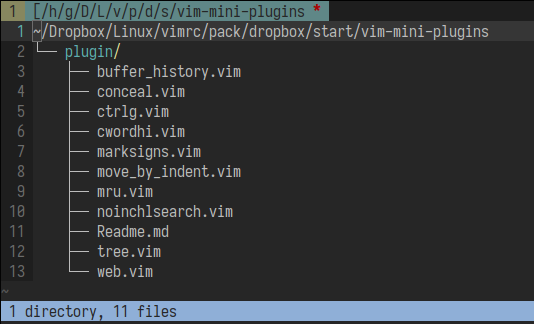 1 [/h/g/D/L/v/p/d/s/vim-mini-plugins *
1 ~/Dropbox/Linux/vimrc/pack/dropbox/start/vim-mini-plugins
2 └── plugin/
3 ├── buffer_history.vim
4 ├── conceal.vim
5 ├── ctrlg.vim
6 ├── cwordhi.vim
7 ├── marksigns.vim
8 ├── move_by_indent.vim
9 ├── mru.vim
10 ├── noinchlsearch.vim
11 ├── Readme.md
12 ├── tree.vim
13 └── web.vim
~
1 directory, 11 files